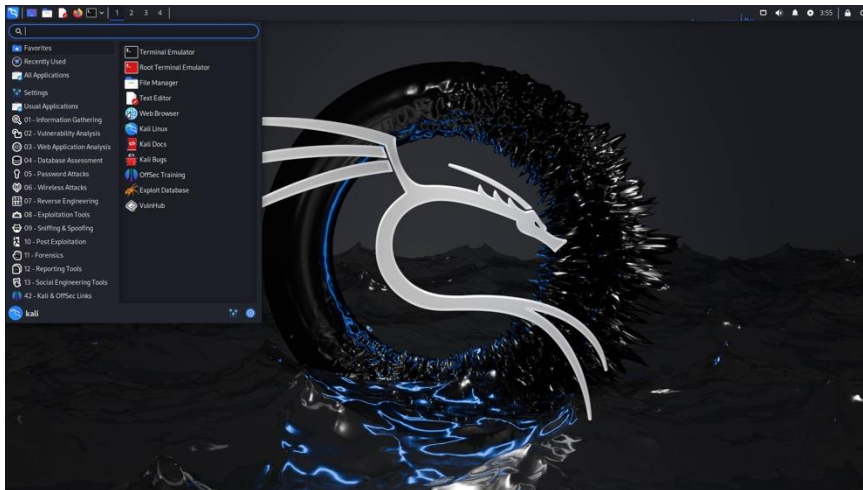 1 2 3 4
3:55
Favorites
Recently Used
All Applications
Settings
Usual Applications
01 - Information Gathering
02 - Vulnerability Analysis
03 - Web Application Analysis
04 - Database Assessment
05 - Password Attacks
06 - Wireless Attacks
07 - Reverse Engineering
08 - Exploitation Tools
09 - Sniffing & Spoofing
10 - Post Exploitation
11 - Forensics
12 - Reporting Tools
13 - Social Engineering Tools
42 - Kali & OffSec Links
Terminal Emulator
Root Terminal Emulator
File Manager
Text Editor
Web Browser
Kali Linux
Kali Docs
Kali Bugs
OffSec Training
Exploit Database
VulnHub
kali